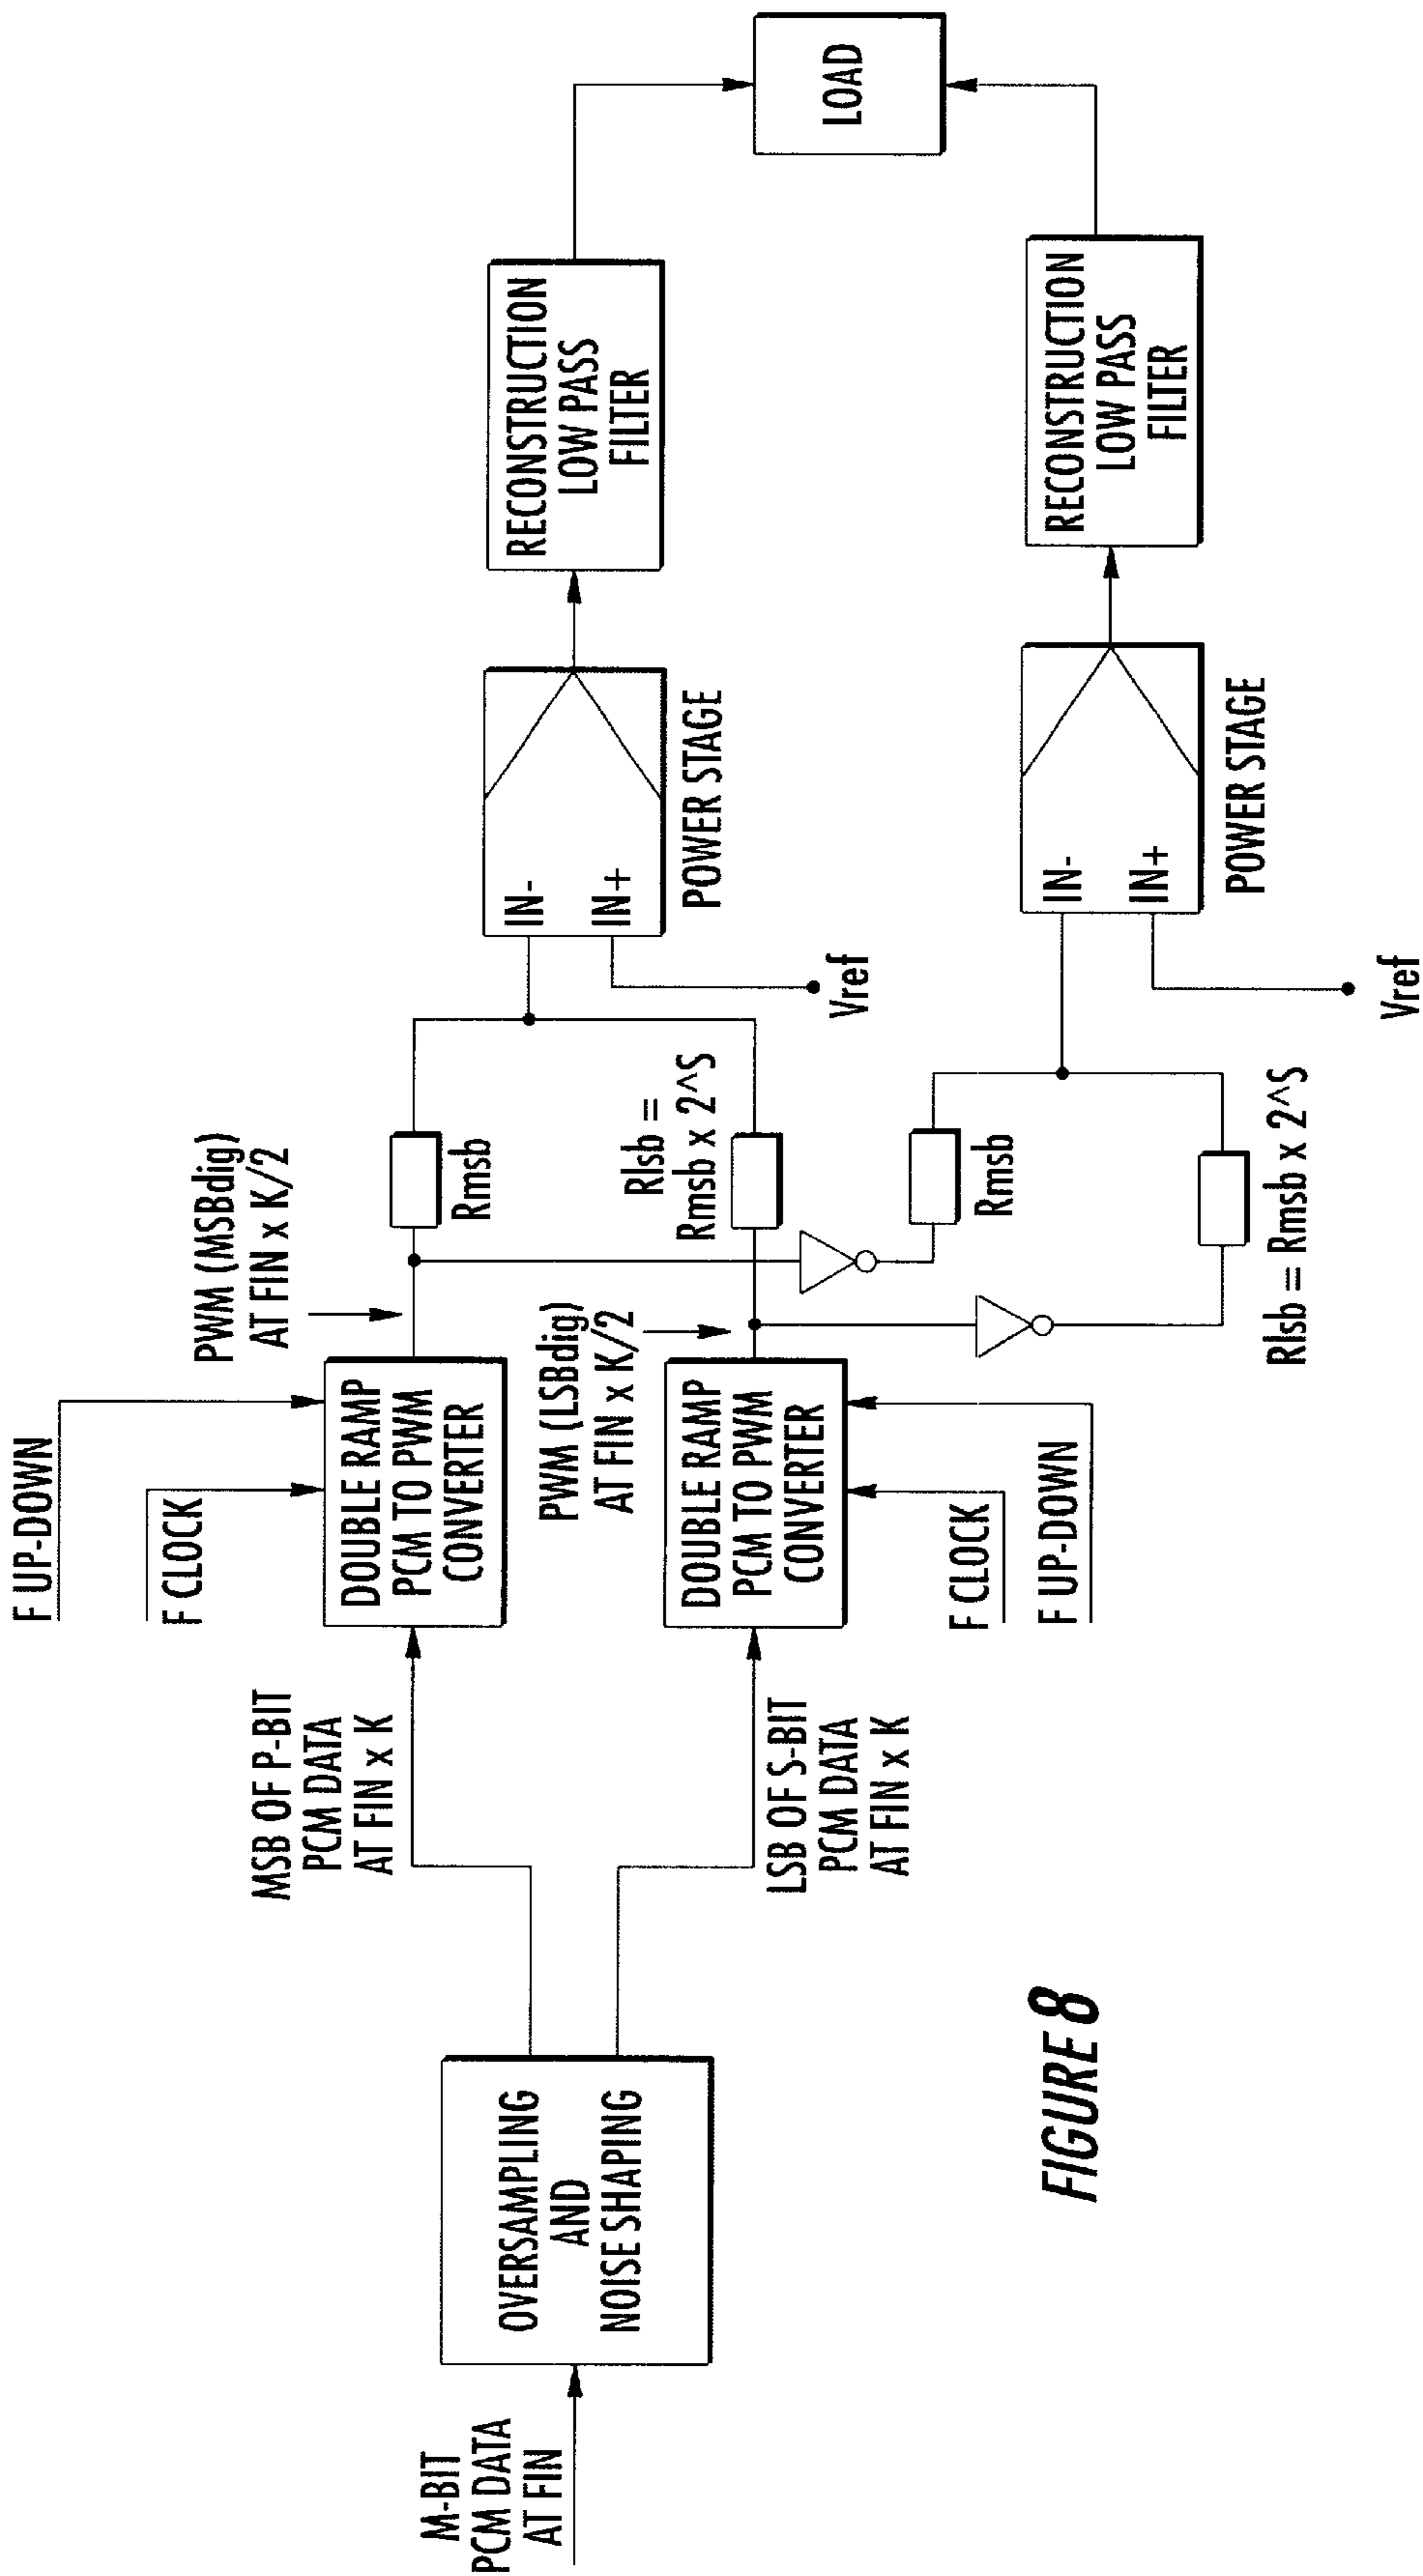 M-BIT
PCM DATA
AT FIN
OVERSAMPLING
AND
NOISE SHAPING
MSB OF P-BIT
PCM DATA
AT FIN x K
LSB OF S-BIT
PCM DATA
AT FIN x K
F UP-DOWN
F CLOCK
DOUBLE RAMP
PCM TO PWM
CONVERTER
DOUBLE RAMP
PCM TO PWM
CONVERTER
F CLOCK
F UP-DOWN
PWM (MSBdig)
AT FIN x K/2
PWM (LSBdig)
AT FIN x K/2
Rmsb
Rlsb =
Rmsb x 2^S
Rmsb
Rlsb = Rmsb x 2^S
Vref
Vref
IN-
IN+
POWER STAGE
IN-
IN+
POWER STAGE
RECONSTRUCTION
LOW PASS
FILTER
RECONSTRUCTION
LOW PASS
FILTER
LOAD
FIGURE 8